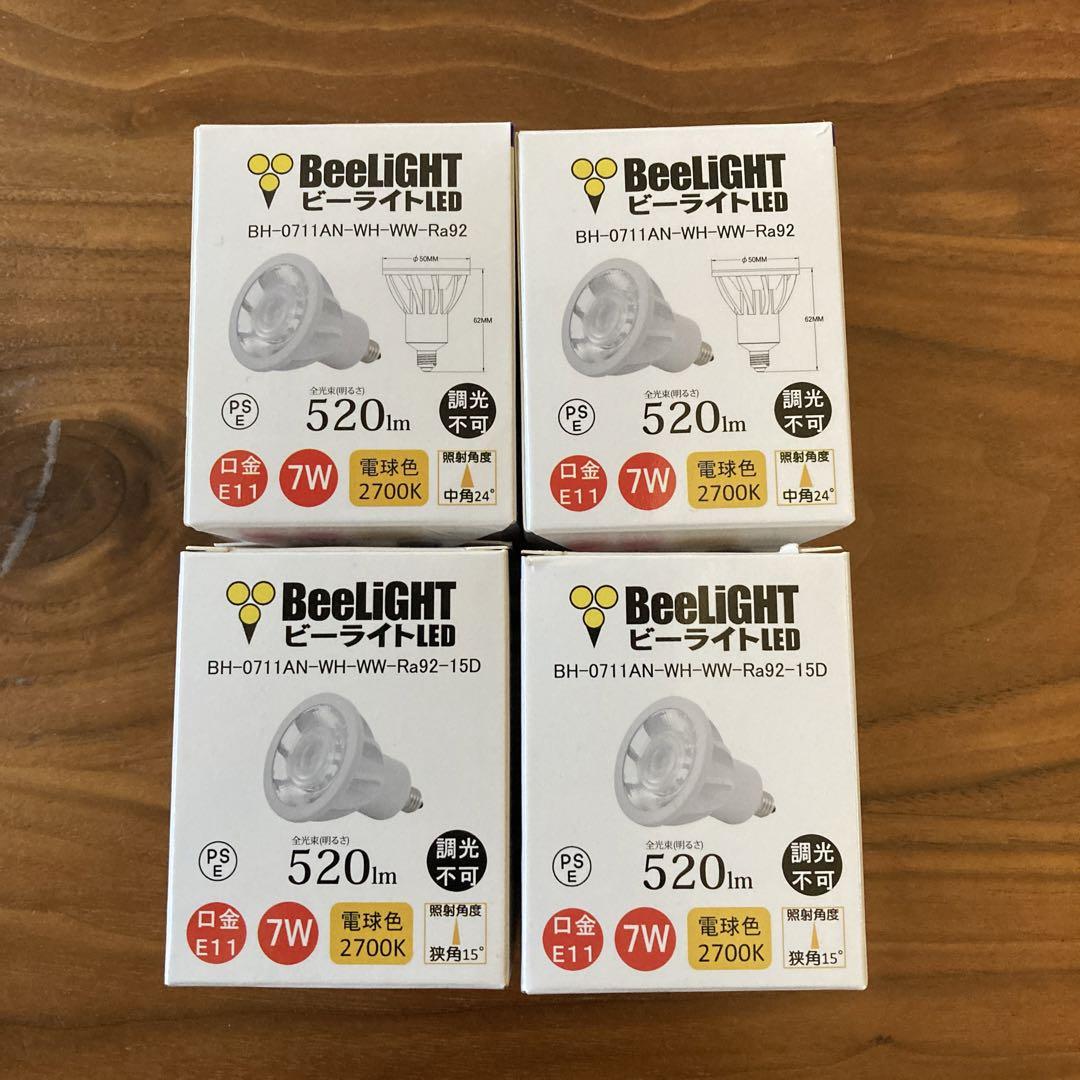 BeeLiGHT
ビーライトLED
BH-0711AN-WH-WW-Ra92
φ50MM
62MM
全光束(明るさ)
520lm
PS
E
調光
不可
口金
E11
7W
電球色
2700K
照射角度
中角24°
BeeLiGHT
ビーライトLED
BH-0711AN-WH-WW-Ra92
φ50MM
62MM
全光束(明るさ)
520lm
PS
E
調光
不可
口金
E11
7W
電球色
2700K
照射角度
中角24°
BeeLiGHT
ビーライトLED
BH-0711AN-WH-WW-Ra92-15D
全光束(明るさ)
520lm
PS
E
調光
不可
口金
E11
7W
電球色
2700K
照射角度
狭角15°
BeeLiGHT
ビーライトLED
BH-0711AN-WH-WW-Ra92-15D
全光束(明るさ)
520lm
PS
E
調光
不可
口金
E11
7W
電球色
2700K
照射角度
狭角15°